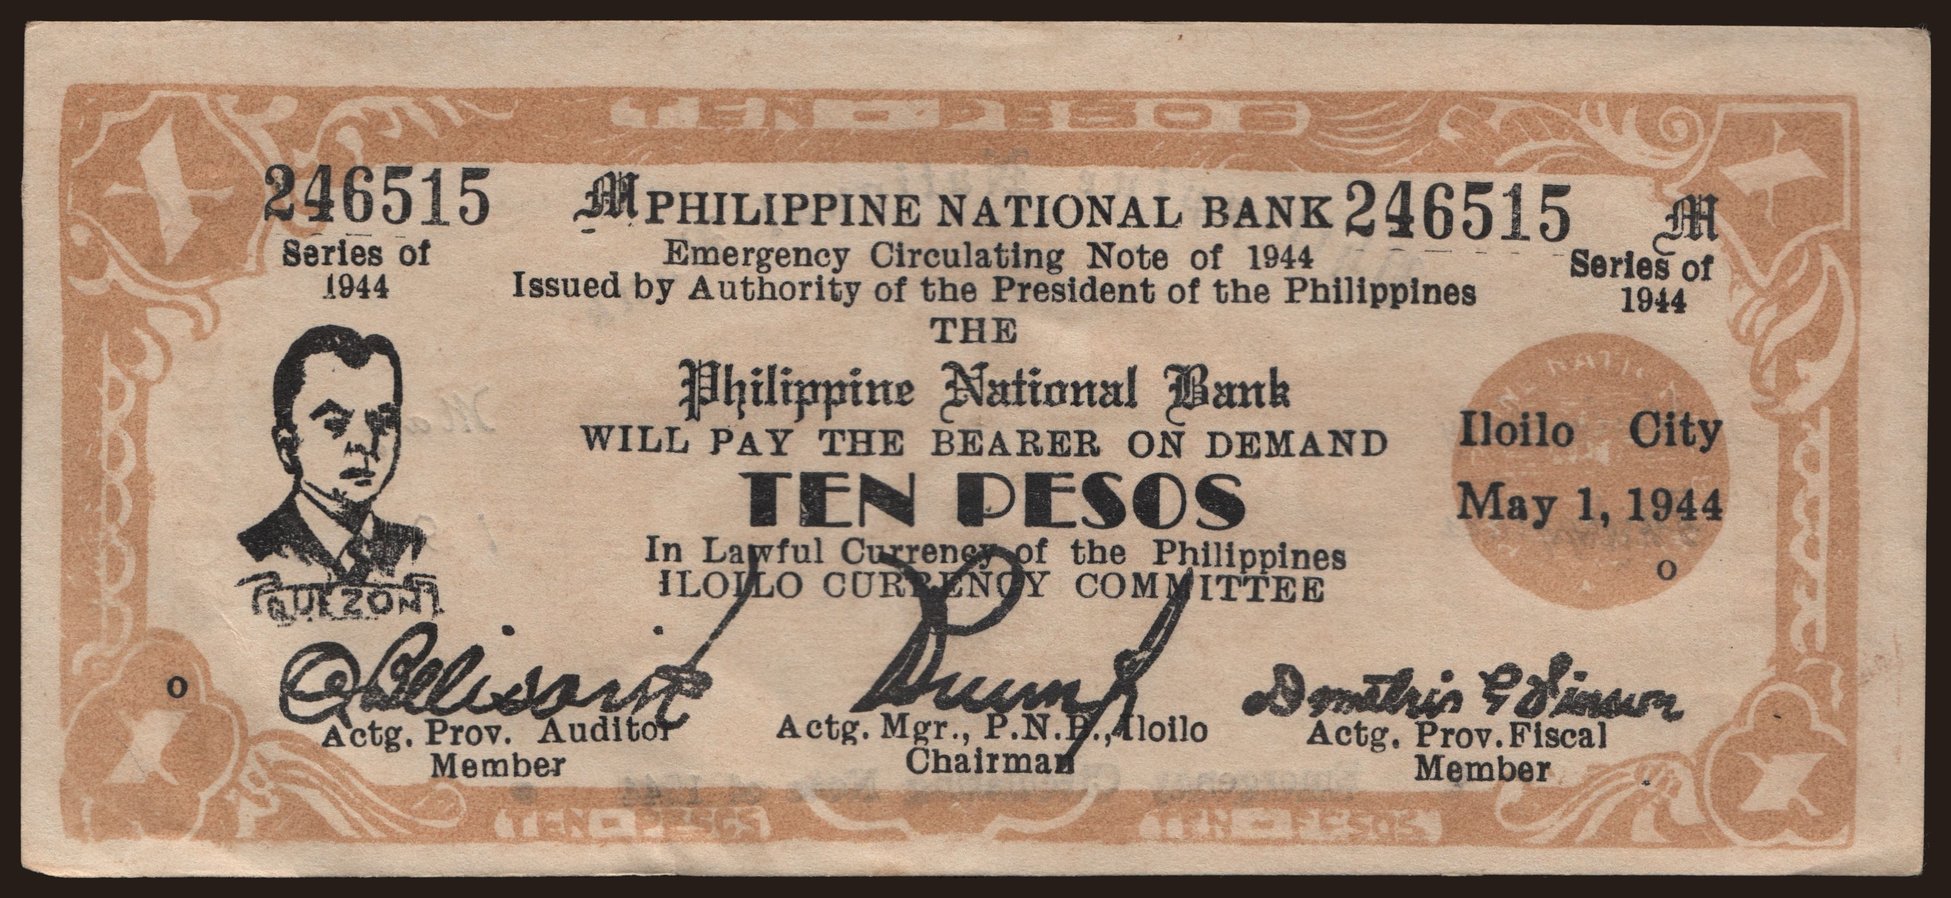 TEN PESOS
246515 M PHILIPPINE NATIONAL BANK 246515 M
Series of
1944
Emergency Circulating Note of 1944
Issued by Authority of the President of the Philippines
Series of
1944
THE
Philippine National Bank
WILL PAY THE BEARER ON DEMAND
TEN PESOS
In Lawful Currency of the Philippines
ILOILO CURRENCY COMMITTEE
Iloilo City
May 1, 1944
o
QUEZON
o
Actg. Prov. Auditor
Member
Actg. Mgr., P.N.B., Iloilo
Chairman
Actg. Prov. Fiscal
Member
TEN PESOS
TEN PESOS